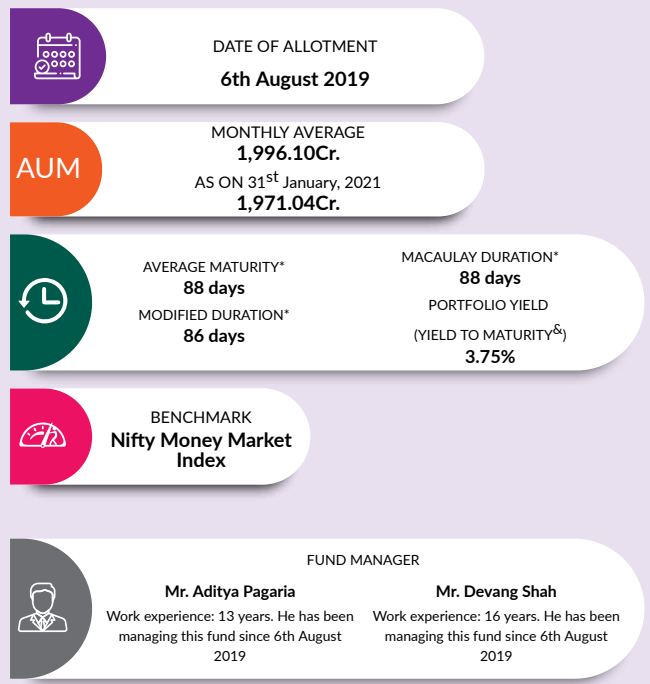 DATE OF ALLOTMENT
6th August 2019
AUM
MONTHLY AVERAGE
1,996.10Cr.
AS ON 31st January, 2021
1,971.04Cr.
AVERAGE MATURITY*
88 days
MODIFIED DURATION*
86 days
MACAULAY DURATION*
88 days
PORTFOLIO YIELD
(YIELD TO MATURITY&)
3.75%
BENCHMARK
Nifty Money Market
Index
FUND MANAGER
Mr. Aditya Pagaria
Work experience: 13 years. He has been
managing this fund since 6th August
2019
Mr. Devang Shah
Work experience: 16 years. He has been
managing this fund since 6th August
2019